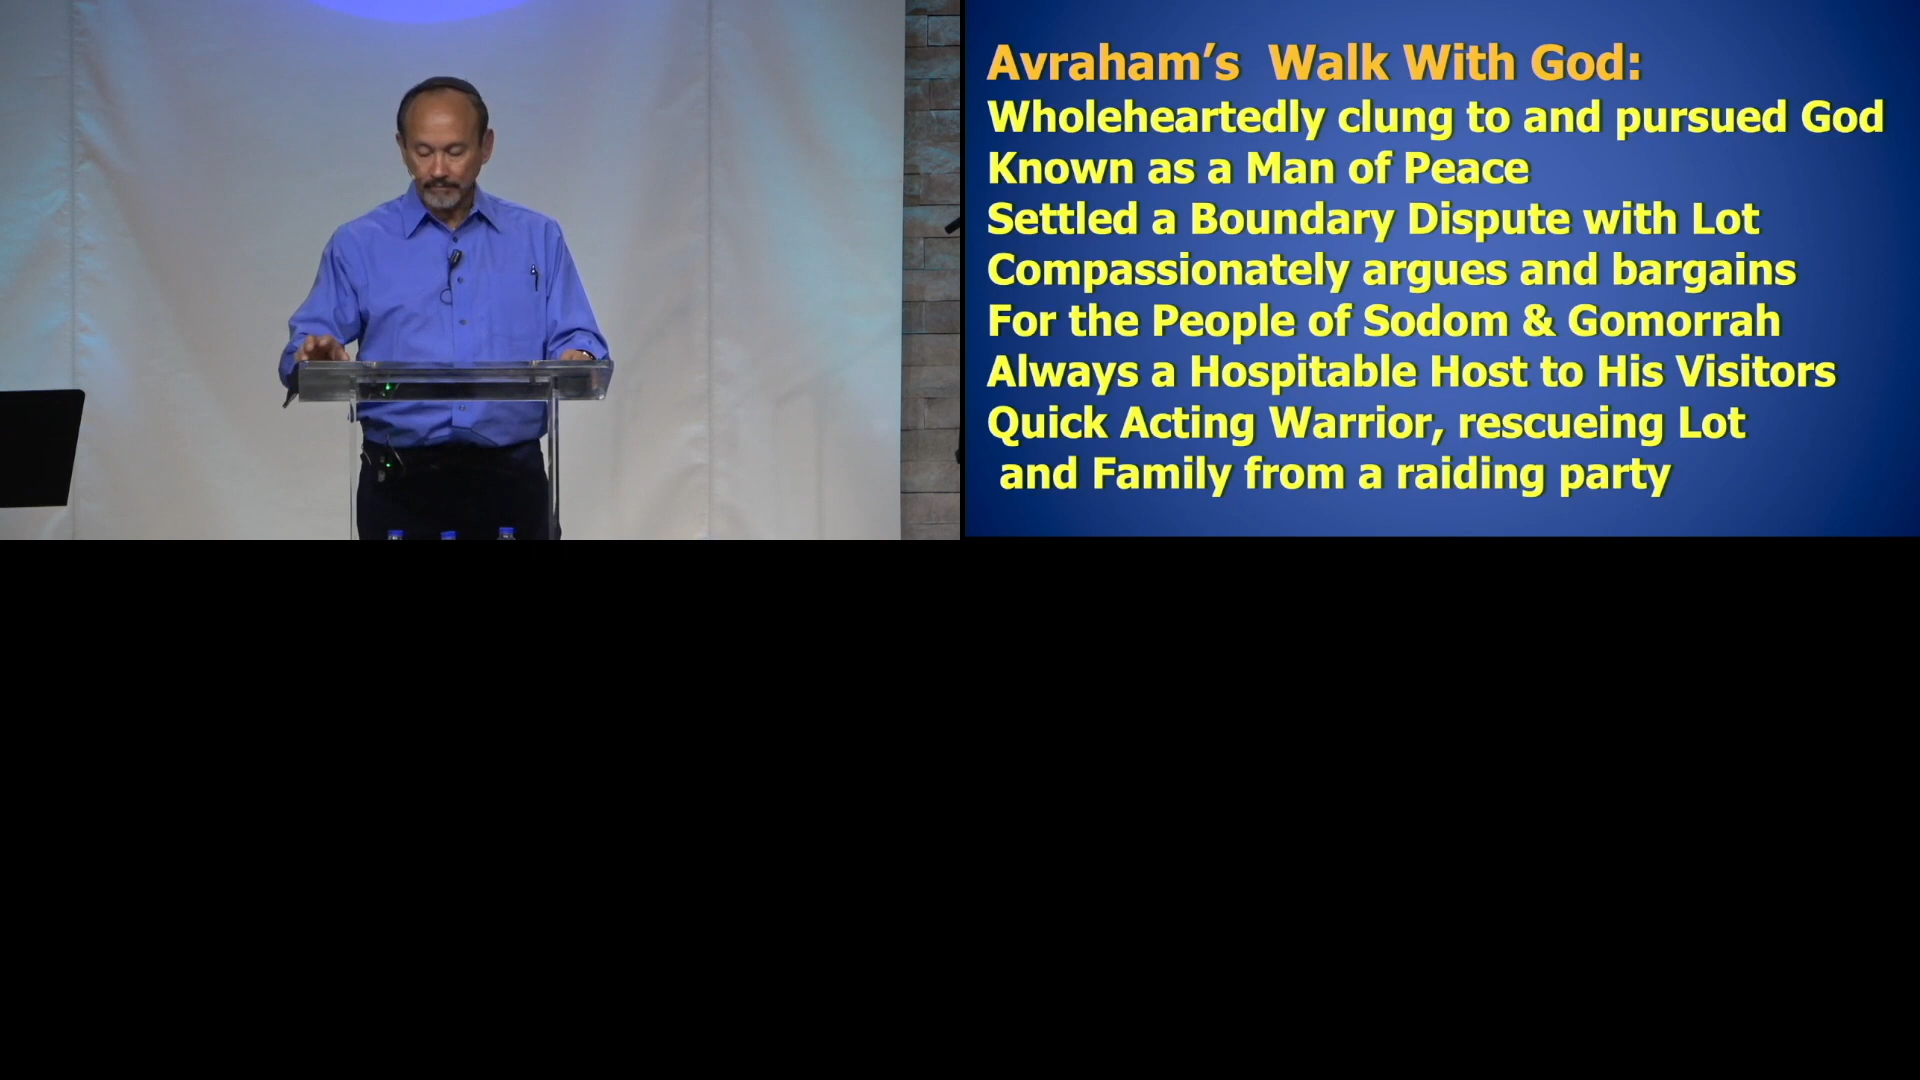 Avraham’s  Walk With God:
Wholeheartedly clung to and pursued God
Known as a Man of Peace
Settled a Boundary Dispute with Lot
Compassionately argues and bargains
For the People of Sodom & Gomorrah
Always a Hospitable Host to His Visitors
Quick Acting Warrior, rescueing Lot
and Family from a raiding party